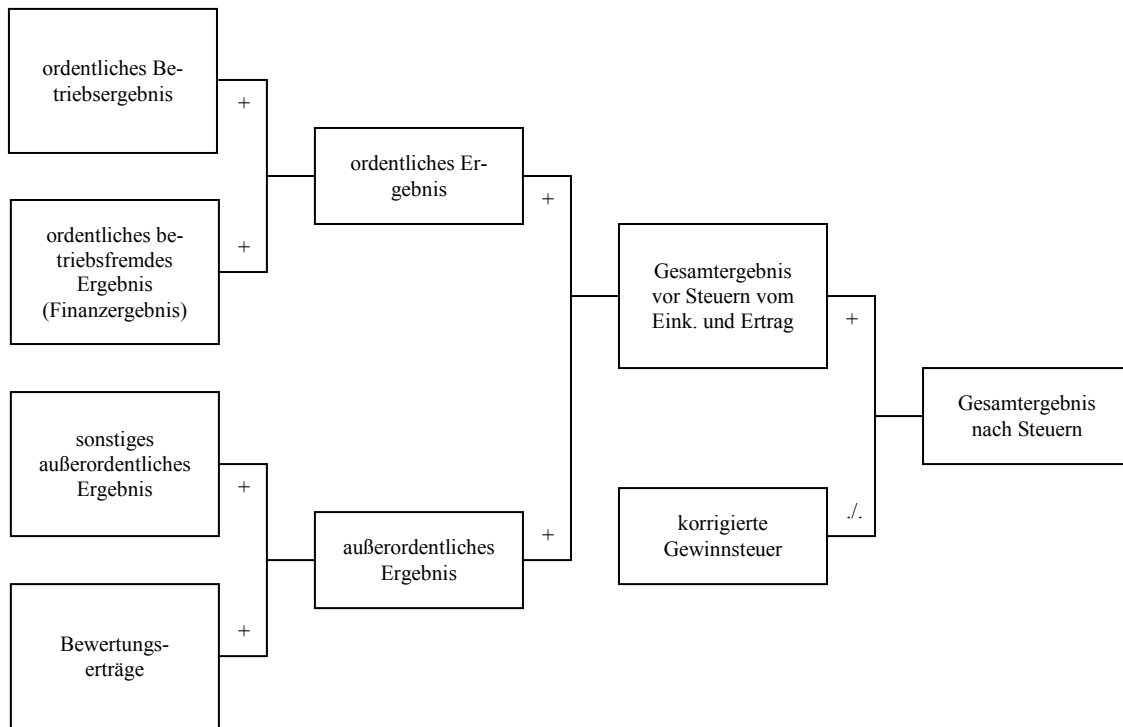 ordentliches Be-
triebsergebnis
+
ordentliches be-
triebsfremdes
Ergebnis
(Finanzergebnis)
+
ordentliches Er-
gebnis
+
sonstiges
außerordentliches
Ergebnis
+
Bewertungs-
erträge
+
außerordentliches
Ergebnis
+
Gesamtergebnis
vor Steuern vom
Eink. und Ertrag
+
korrigierte
Gewinnsteuer
./.
Gesamtergebnis
nach Steuern